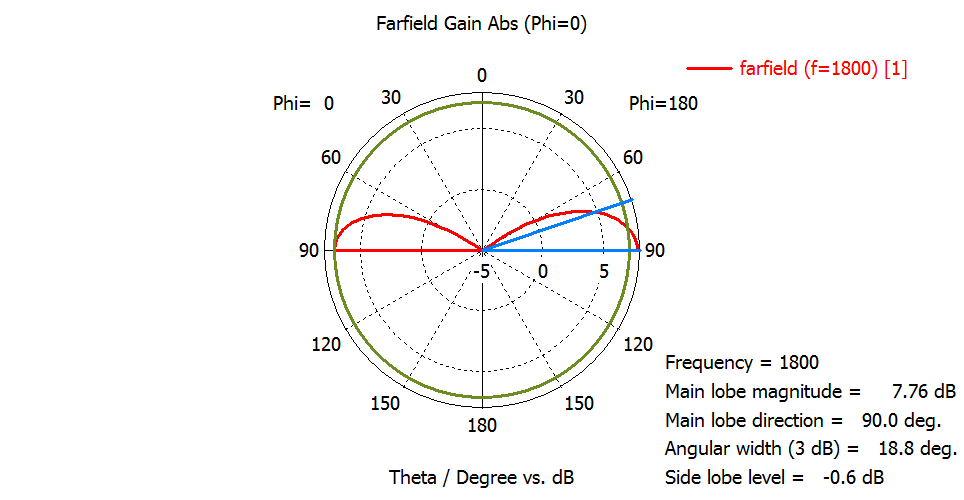 Farfield Gain Abs (Phi=0)
farfield (f=1800) [1]
0
Phi= 0
30
30
Phi=180
60
60
90
90
-5
0
5
120
120
150
150
180
Frequency = 1800
Main lobe magnitude = 7.76 dB
Main lobe direction = 90.0 deg.
Angular width (3 dB) = 18.8 deg.
Side lobe level = -0.6 dB
Theta / Degree vs. dB